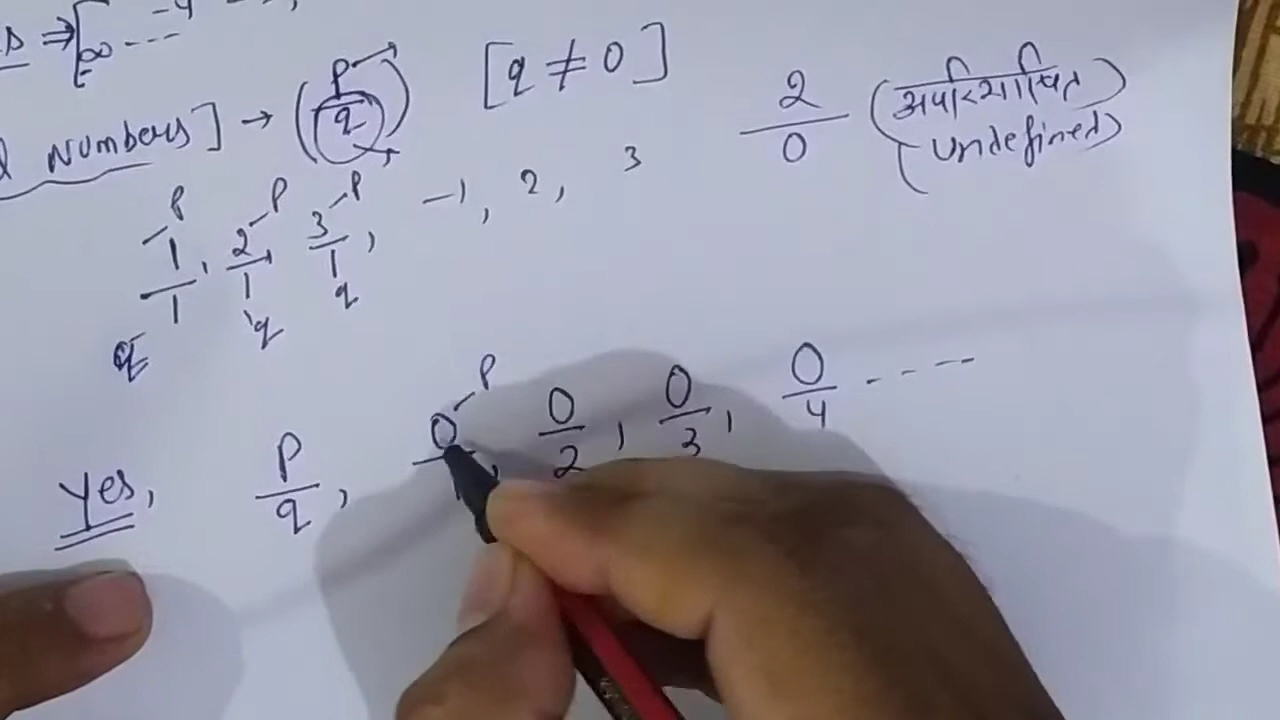 -4
⇒[∞ ---
Numbers] → (p/q) [q ≠ 0] 2/0 (अपरिभाषित)
(undefined)
1/1, 2/1, 3/1, -1, 2, 3
p p p
q q q
p
Yes, p/q, 0 , 0/2, 0/3, 0/4 ----